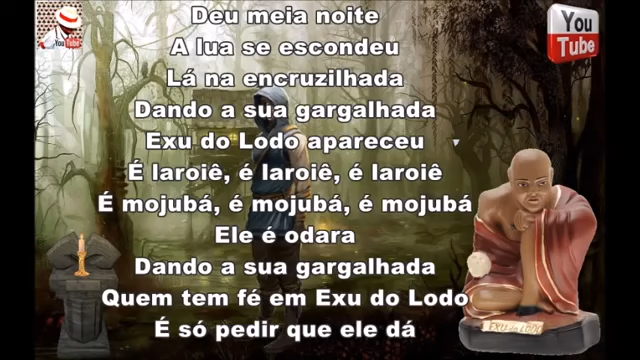 You
Tube
YouTube
Deu meia noite
A lua se escondeu
Lá na encruzilhada
Dando a sua gargalhada
Exu do Lodo apareceu
É laroiê, é laroiê, é laroiê
É mojubá, é mojubá, é mojubá
Ele é odara
Dando a sua gargalhada
Quem tem fé em Exu do Lodo
É só pedir que ele dá
EXU do LODO